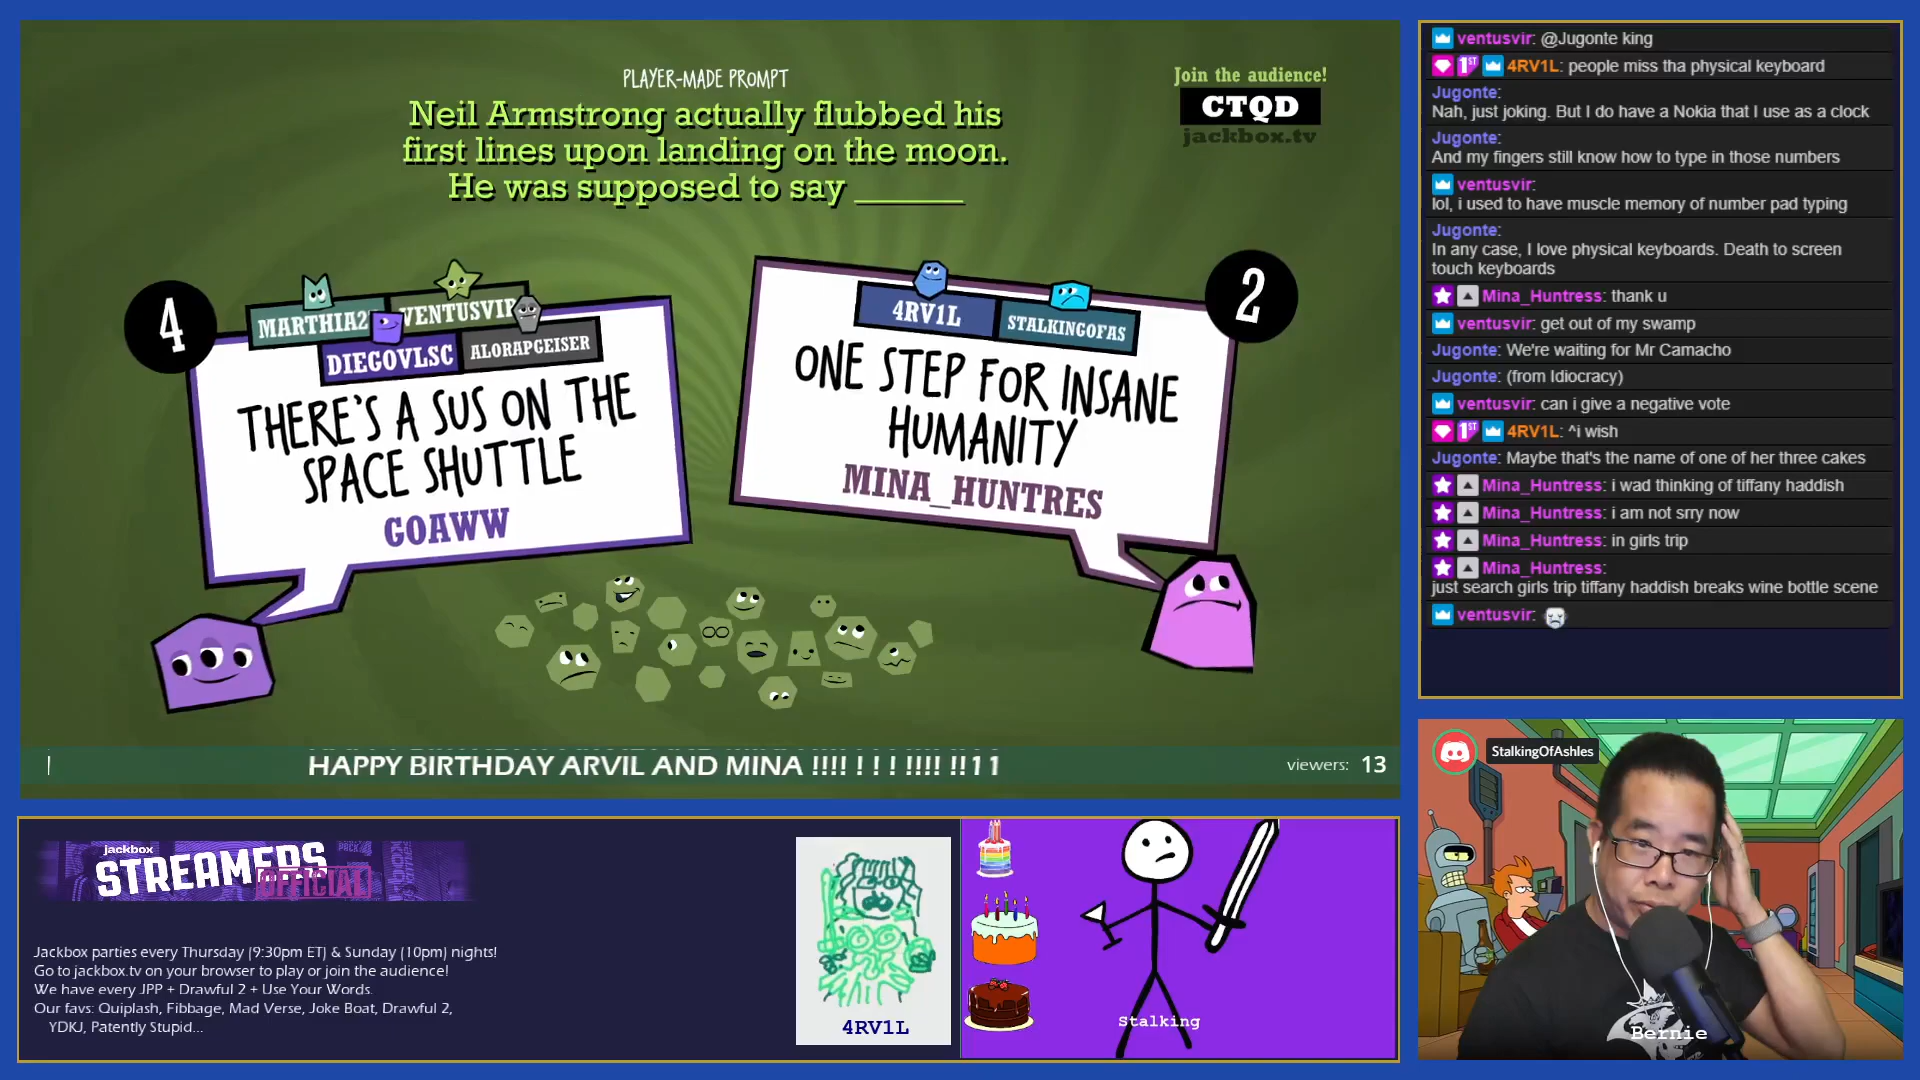 PLAYER-MADE PROMPT
Neil Armstrong actually flubbed his
first lines upon landing on the moon.
He was supposed to say ______
Join the audience!
CTQD
jackbox.tv
4
MARTHIA2
VENTUSVIR
DIEGOVLSC
ALORAPGEISER
THERE'S A SUS ON THE
SPACE SHUTTLE
GOAWW
2
4RV1L
STALKINGOFAS
ONE STEP FOR INSANE
HUMANITY
MINA_HUNTRES
HAPPY BIRTHDAY ARVIL AND MINA !!!! ! ! ! !!!! !!11
viewers: 13
ventusvir: @Jugonte king
1ST 4RV1L: people miss tha physical keyboard
Jugonte:
Nah, just joking. But I do have a Nokia that I use as a clock
Jugonte:
And my fingers still know how to type in those numbers
ventusvir:
lol, i used to have muscle memory of number pad typing
Jugonte:
In any case, I love physical keyboards. Death to screen
touch keyboards
Mina_Huntress: thank u
ventusvir: get out of my swamp
Jugonte: We're waiting for Mr Camacho
Jugonte: (from Idiocracy)
ventusvir: can i give a negative vote
1ST 4RV1L: ^i wish
Jugonte: Maybe that's the name of one of her three cakes
Mina_Huntress: i wad thinking of tiffany haddish
Mina_Huntress: i am not srry now
Mina_Huntress: in girls trip
Mina_Huntress:
just search girls trip tiffany haddish breaks wine bottle scene
ventusvir:
jackbox
STREAMERS
OFFICIAL
Jackbox parties every Thursday (9:30pm ET) & Sunday (10pm) nights!
Go to jackbox.tv on your browser to play or join the audience!
We have every JPP + Drawful 2 + Use Your Words.
Our favs: Quiplash, Fibbage, Mad Verse, Joke Boat, Drawful 2,
YDKJ, Patently Stupid...
4RV1L
Stalking
StalkingOfAshles
Bernie